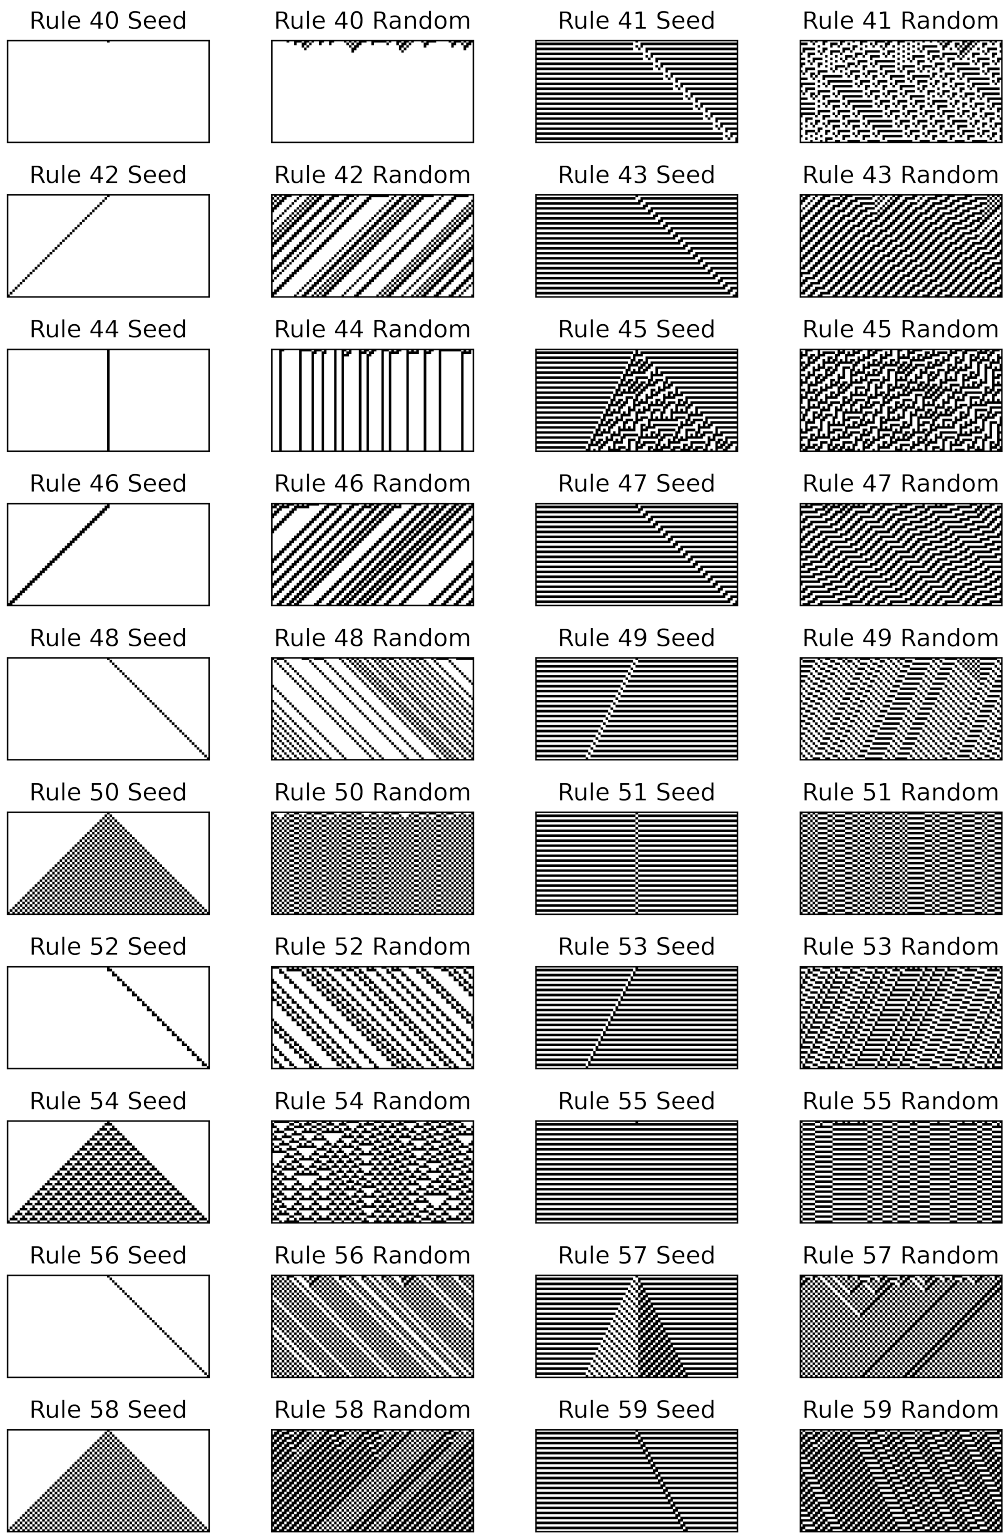 Rule 40 Seed
Rule 40 Random
Rule 41 Seed
Rule 41 Random
Rule 42 Seed
Rule 42 Random
Rule 43 Seed
Rule 43 Random
Rule 44 Seed
Rule 44 Random
Rule 45 Seed
Rule 45 Random
Rule 46 Seed
Rule 46 Random
Rule 47 Seed
Rule 47 Random
Rule 48 Seed
Rule 48 Random
Rule 49 Seed
Rule 49 Random
Rule 50 Seed
Rule 50 Random
Rule 51 Seed
Rule 51 Random
Rule 52 Seed
Rule 52 Random
Rule 53 Seed
Rule 53 Random
Rule 54 Seed
Rule 54 Random
Rule 55 Seed
Rule 55 Random
Rule 56 Seed
Rule 56 Random
Rule 57 Seed
Rule 57 Random
Rule 58 Seed
Rule 58 Random
Rule 59 Seed
Rule 59 Random